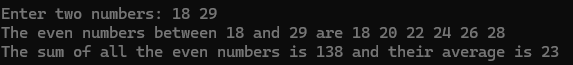 Enter two numbers: 18 29
The even numbers between 18 and 29 are 18 20 22 24 26 28
The sum of all the even numbers is 138 and their average is 23